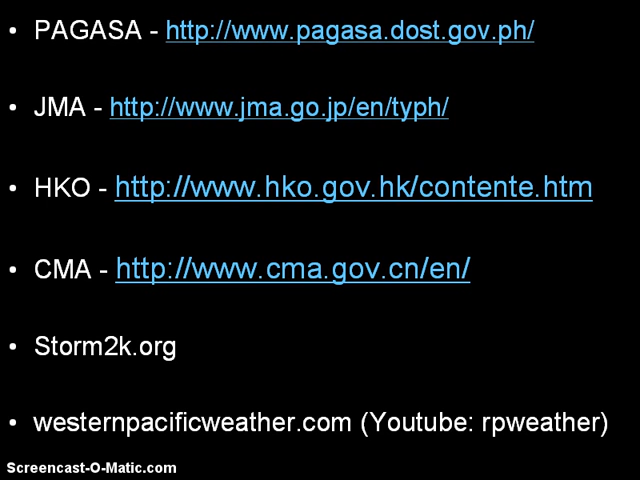 • PAGASA - http://www.pagasa.dost.gov.ph/
• JMA - http://www.jma.go.jp/en/typh/
• HKO - http://www.hko.gov.hk/contente.htm
• CMA - http://www.cma.gov.cn/en/
• Storm2k.org
• westernpacificweather.com (Youtube: rpweather)
Screencast-O-Matic.com